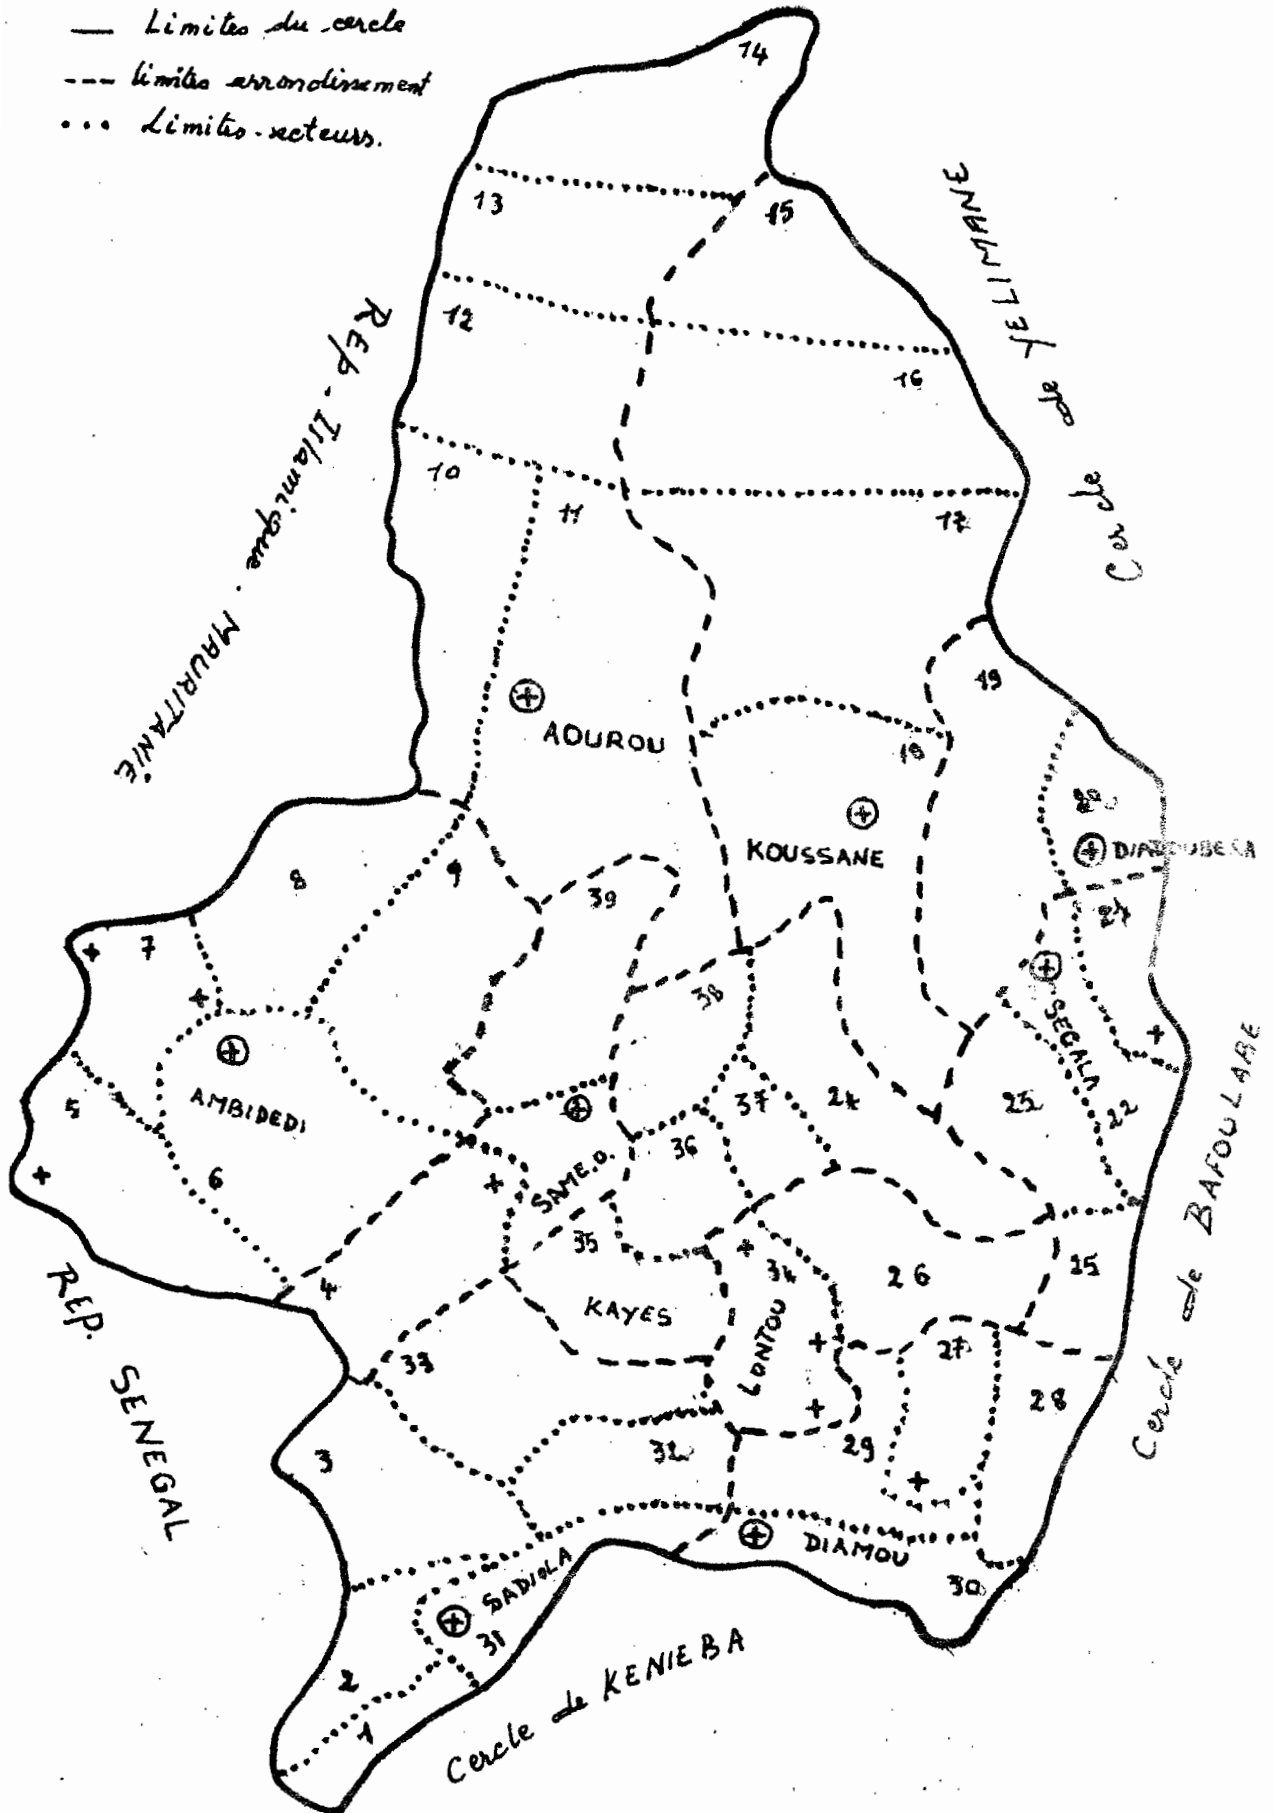 — Limites du cercle
--- limites arrondissement
... Limites-secteurs.
14
13
15
Cercle de YELIMANE
12
Rep. Islamique. MAURITANIE
16
10
11
17
19
AOUROU
18
20
KOUSSANE
8
9
39
21
7
38
SEGALA
5
AMBIDEDI
37
24
23
22
6
36
SAME.D.
35
4
34
26
25
KAYES
LONTOU
27
33
28
Cercle de BAFOULABE
REP. SENEGAL
3
32
29
DIAMOU
SADIOLA
30
31
2
1
Cercle de KENIEBA